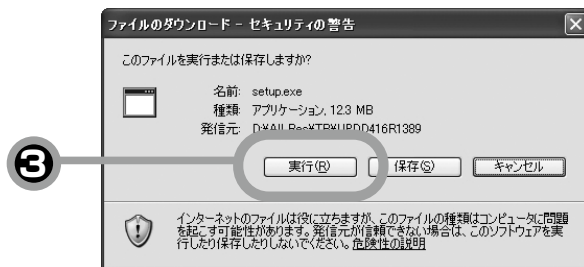 ファイルのダウンロード - セキュリティの警告
このファイルを実行または保存しますか?
名前: setup.exe
種類: アプリケーション, 12.3 MB
発信元: D:¥All Rec¥TP¥UPDD416R1389
3
実行(R)
保存(S)
キャンセル
インターネットのファイルは役に立ちますが、このファイルの種類はコンピュータに問題
を起こす可能性があります。発信元が信頼できない場合は、このソフトウェアを実
行したり保存したりしないでください。危険性の説明